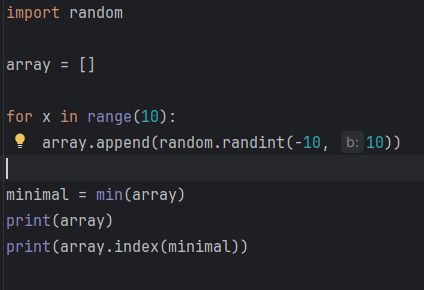 import random
array = []
for x in range(10):
array.append(random.randint(-10, b: 10))
minimal = min(array)
print(array)
print(array.index(minimal))